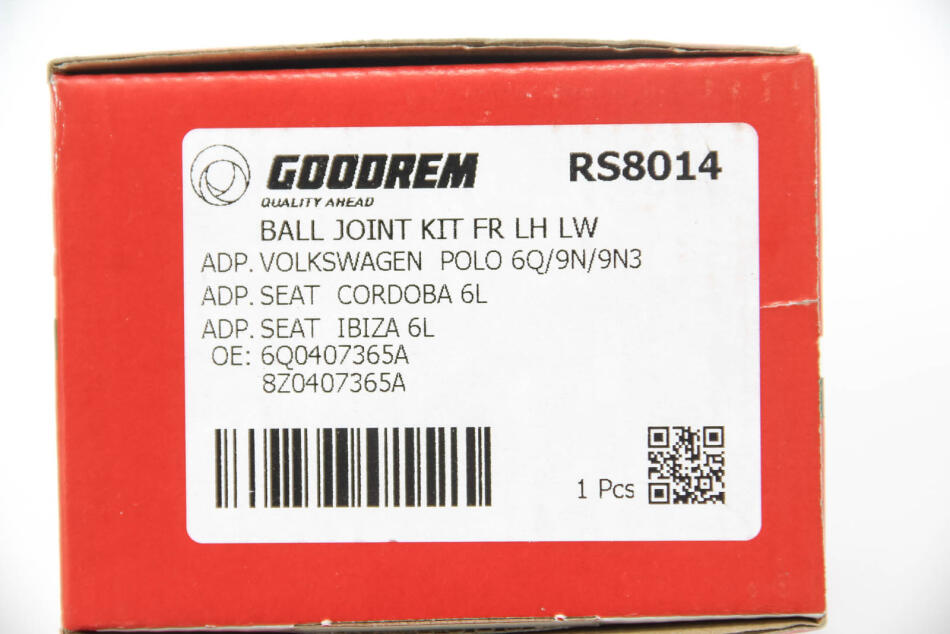 GOODREM
RS8014
QUALITY AHEAD
BALL JOINT KIT FR LH LW
ADP. VOLKSWAGEN POLO 6Q/9N/9N3
ADP. SEAT CORDOBA 6L
ADP. SEAT IBIZA 6L
OE: 6Q0407365A
8Z0407365A
1 Pcs